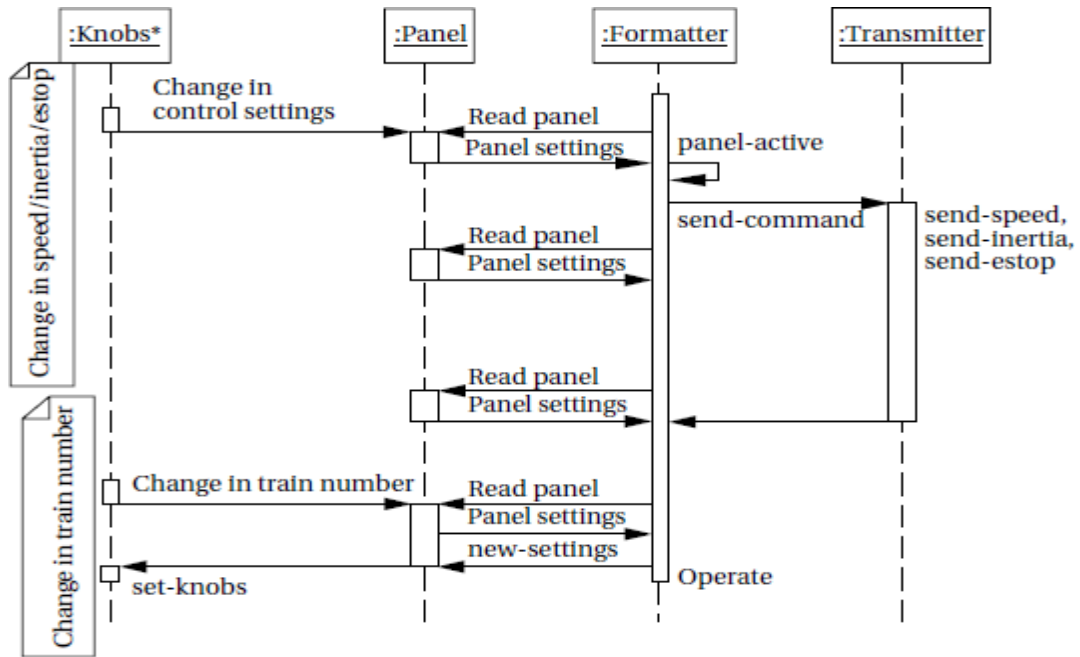 :Knobs*
:Panel
:Formatter
:Transmitter
Change in speed/inertia/estop
Change in
control settings
Read panel
Panel settings
panel-active
send-command
send-speed,
send-inertia,
send-estop
Read panel
Panel settings
Read panel
Panel settings
Change in train number
Change in train number
Read panel
Panel settings
new-settings
set-knobs
Operate